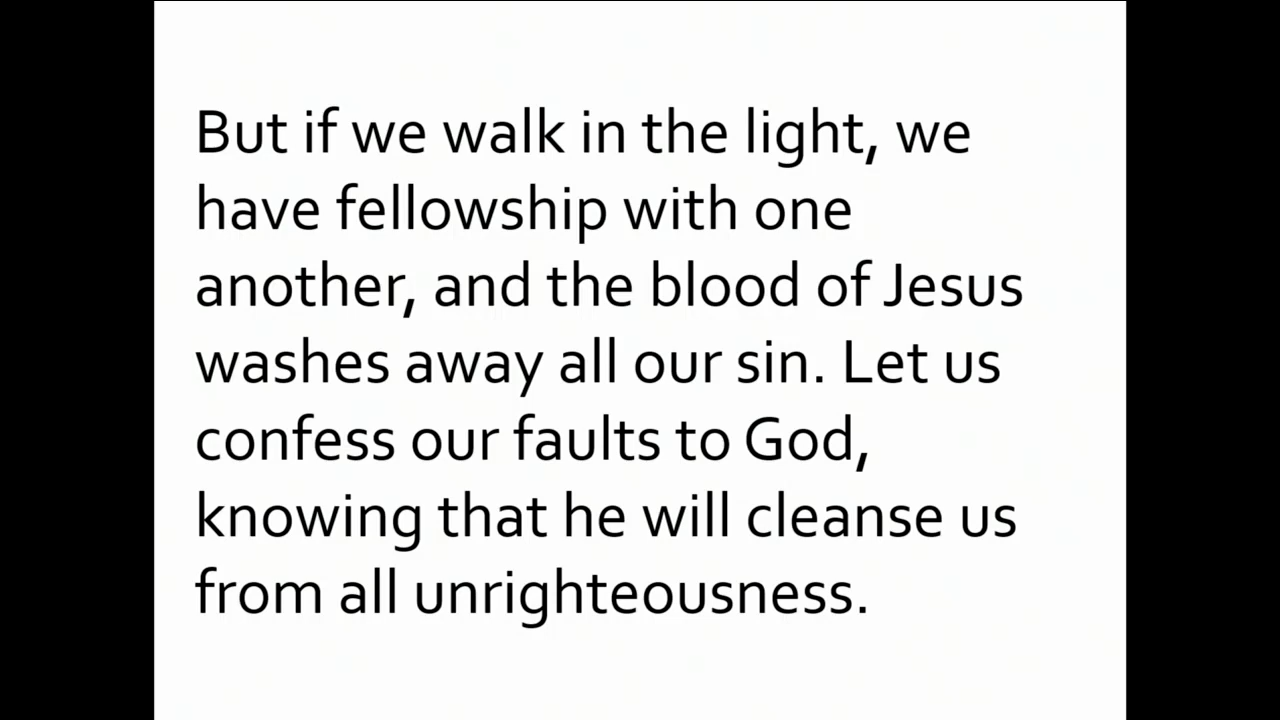 But if we walk in the light, we
have fellowship with one
another, and the blood of Jesus
washes away all our sin. Let us
confess our faults to God,
knowing that he will cleanse us
from all unrighteousness.